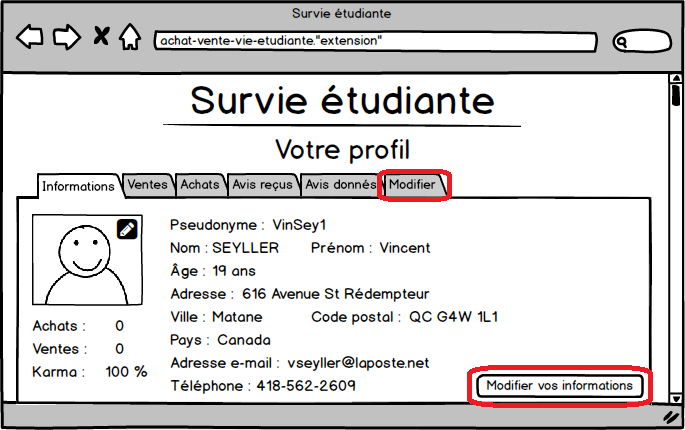 Survie étudiante
achat-vente-vie-etudiante."extension"
Survie étudiante
Votre profil
Informations Ventes Achats Avis reçus Avis donnés Modifier
Pseudonyme : VinSey1
Nom : SEYLLER Prénom : Vincent
Âge : 19 ans
Adresse : 616 Avenue St Rédempteur
Ville : Matane Code postal : QC G4W 1L1
Pays : Canada
Adresse e-mail : vseyller@laposte.net
Téléphone : 418-562-2609
Achats : 0
Ventes : 0
Karma : 100 %
Modifier vos informations